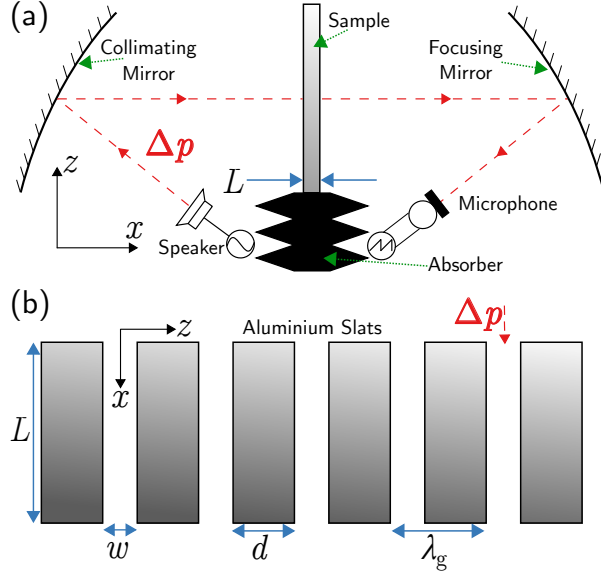 (a)
Sample
Collimating
Mirror
Focusing
Mirror
Δp
z
L
x
Speaker
Microphone
Absorber
(b)
Δp
z
Aluminium Slats
x
L
w
d
λg